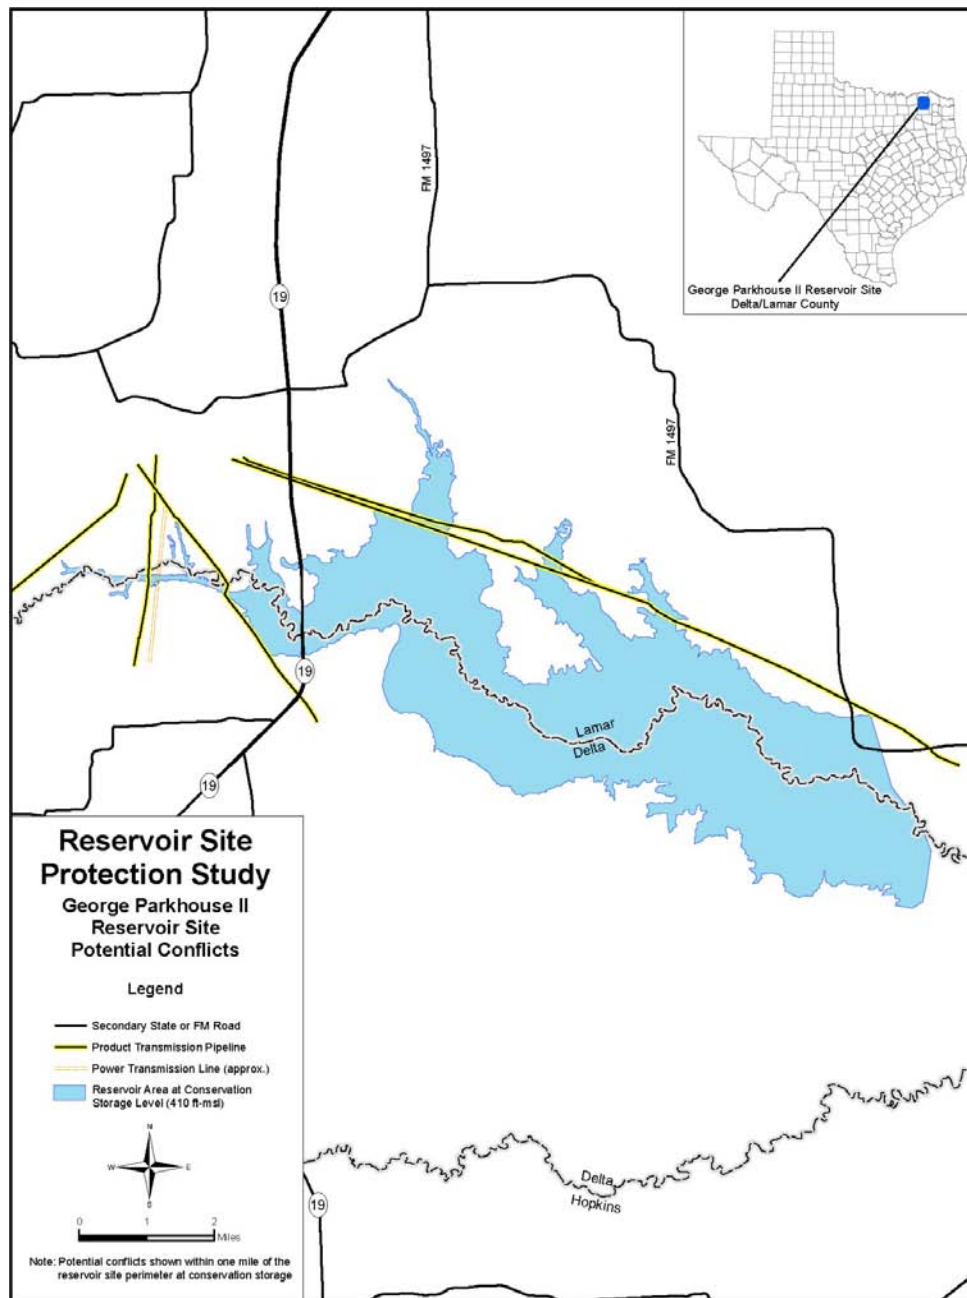 FM 1497
19
George Parkhouse II Reservoir Site
Delta/Lamar County
FM 1497
19
Lamar
Delta
19
Reservoir Site
Protection Study
George Parkhouse II
Reservoir Site
Potential Conflicts
Legend
Secondary State or FM Road
Product Transmission Pipeline
Power Transmission Line (approx.)
Reservoir Area at Conservation
Storage Level (410 ft-msl)
N
W
E
S
0 1 2
Miles
Note: Potential conflicts shown within one mile of the
reservoir site perimeter at conservation storage
Delta
Hopkins
19